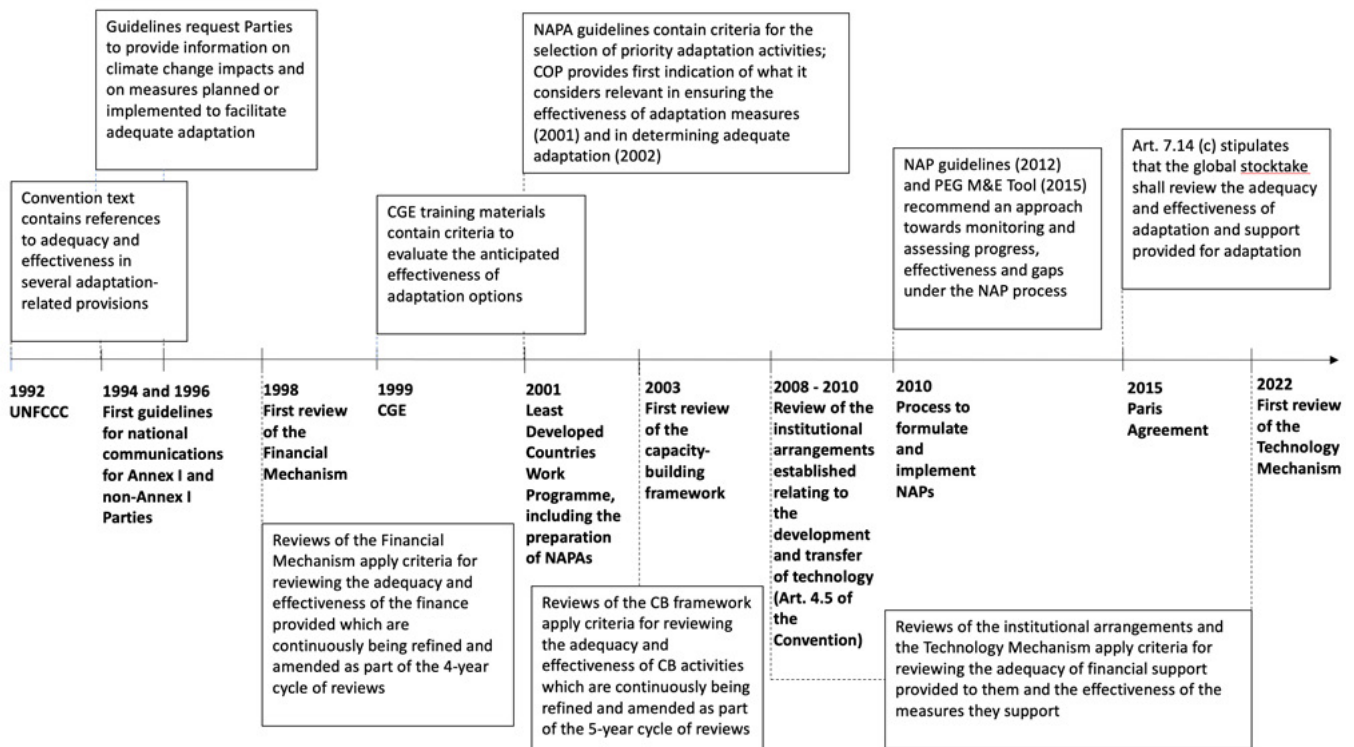 Guidelines request Parties
to provide information on
climate change impacts and
on measures planned or
implemented to facilitate
adequate adaptation
NAPA guidelines contain criteria for the
selection of priority adaptation activities;
COP provides first indication of what it
considers relevant in ensuring the
effectiveness of adaptation measures
(2001) and in determining adequate
adaptation (2002)
Art. 7.14 (c) stipulates
that the global stocktake
shall review the adequacy
and effectiveness of
adaptation and support
provided for adaptation
NAP guidelines (2012)
and PEG M&E Tool (2015)
recommend an approach
towards monitoring and
assessing progress,
effectiveness and gaps
under the NAP process
Convention text
contains references
to adequacy and
effectiveness in
several adaptation-
related provisions
CGE training materials
contain criteria to
evaluate the anticipated
effectiveness of
adaptation options
1992
UNFCCC
1994 and 1996
First guidelines
for national
communications
for Annex I and
non-Annex I
Parties
1998
First review
of the
Financial
Mechanism
1999
CGE
2001
Least
Developed
Countries
Work
Programme,
including the
preparation
of NAPAs
2003
First review
of the
capacity-
building
framework
2008 - 2010
Review of the
institutional
arrangements
established
relating to
the
development
and transfer
of technology
(Art. 4.5 of
the
Convention)
2010
Process to
formulate
and
implement
NAPs
2015
Paris
Agreement
2022
First review
of the
Technology
Mechanism
Reviews of the Financial
Mechanism apply criteria for
reviewing the adequacy and
effectiveness of the finance
provided which are
continuously being refined and
amended as part of the 4-year
cycle of reviews
Reviews of the CB framework
apply criteria for reviewing
the adequacy and
effectiveness of CB activities
which are continuously being
refined and amended as part
of the 5-year cycle of reviews
Reviews of the institutional arrangements and
the Technology Mechanism apply criteria for
reviewing the adequacy of financial support
provided to them and the effectiveness of the
measures they support